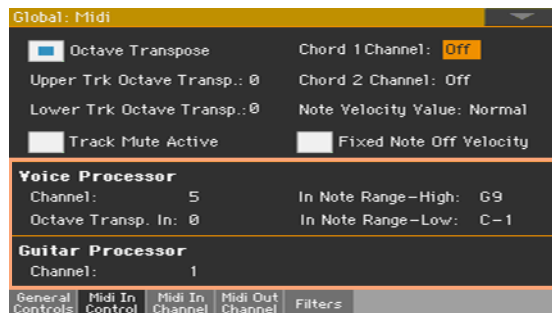 Global: Midi
Octave Transpose Chord 1 Channel: Off
Upper Trk Octave Transp.: 0 Chord 2 Channel: Off
Lower Trk Octave Transp.: 0 Note Velocity Value: Normal
Track Mute Active Fixed Note Off Velocity
Voice Processor
Channel: 5 In Note Range-High: G9
Octave Transp. In: 0 In Note Range-Low: C-1
Guitar Processor
Channel: 1
General Controls Midi In Control Midi In Channel Midi Out Channel Filters